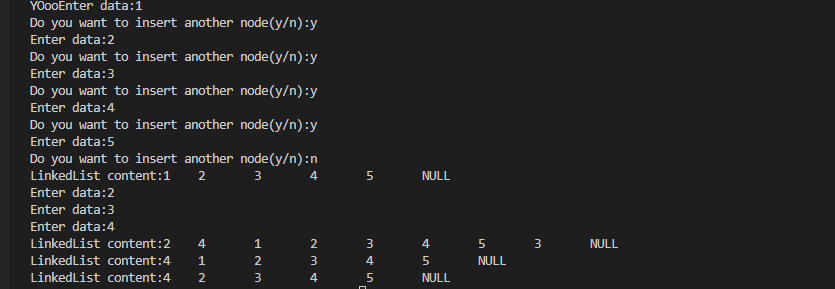 YOooEnter data:1
Do you want to insert another node(y/n):y
Enter data:2
Do you want to insert another node(y/n):y
Enter data:3
Do you want to insert another node(y/n):y
Enter data:4
Do you want to insert another node(y/n):y
Enter data:5
Do you want to insert another node(y/n):n
LinkedList content:1 2 3 4 5 NULL
Enter data:2
Enter data:3
Enter data:4
LinkedList content:2 4 1 2 3 4 5 3 NULL
LinkedList content:4 1 2 3 4 5 NULL
LinkedList content:4 2 3 4 5 NULL